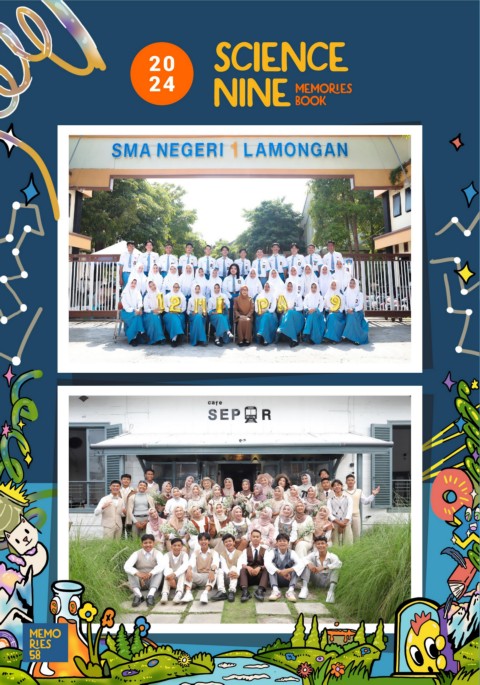 20
24
SCIENCE
NINE
MEMORIES
BOOK
SMA NEGERI 1 LAMONGAN
12 MIPA 9
cafe
SEPUR
MEMO
RIES
58